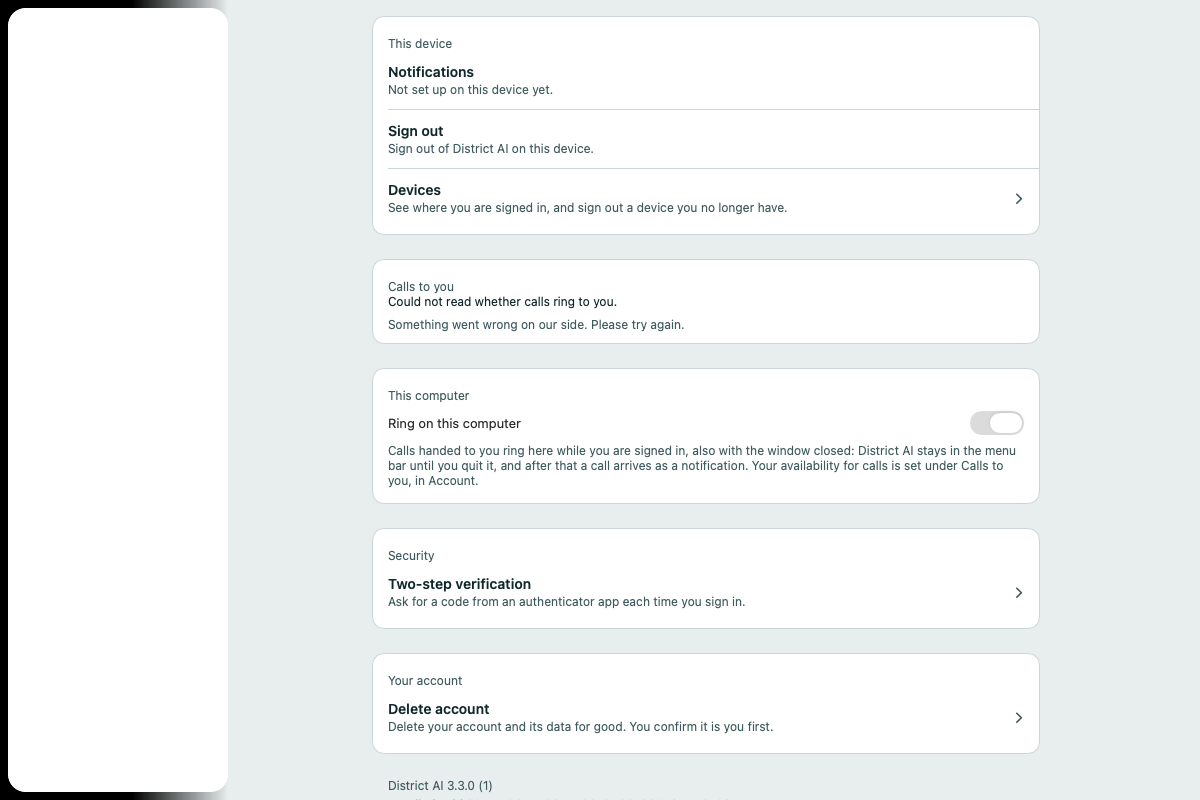 This device
Notifications
Not set up on this device yet.
Sign out
Sign out of District AI on this device.
Devices
See where you are signed in, and sign out a device you no longer have.
Calls to you
Could not read whether calls ring to you.
Something went wrong on our side. Please try again.
This computer
Ring on this computer
Calls handed to you ring here while you are signed in, also with the window closed: District AI stays in the menu
bar until you quit it, and after that a call arrives as a notification. Your availability for calls is set under Calls to
you, in Account.
Security
Two-step verification
Ask for a code from an authenticator app each time you sign in.
Your account
Delete account
Delete your account and its data for good. You confirm it is you first.
District AI 3.3.0 (1)